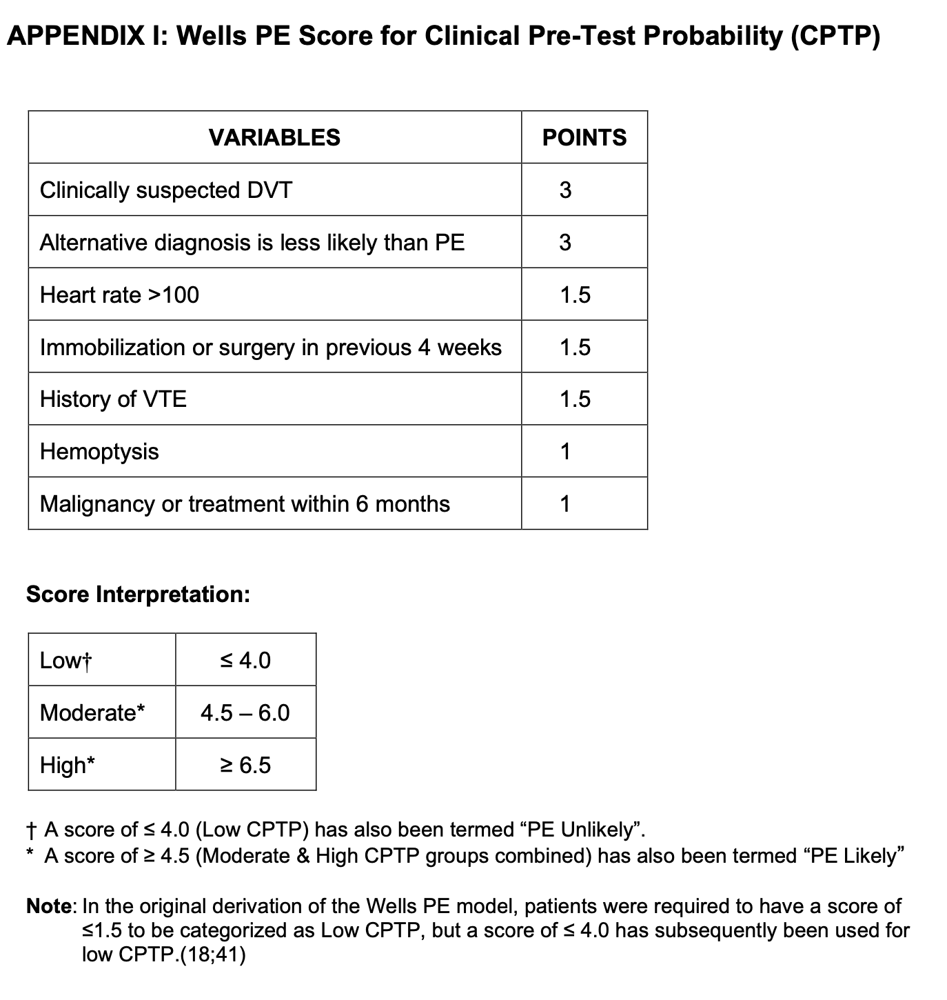 APPENDIX I: Wells PE Score for Clinical Pre-Test Probability (CPTP)
VARIABLES POINTS
Clinically suspected DVT 3
Alternative diagnosis is less likely than PE 3
Heart rate >100 1.5
Immobilization or surgery in previous 4 weeks 1.5
History of VTE 1.5
Hemoptysis 1
Malignancy or treatment within 6 months 1
Score Interpretation:
Low† ≤ 4.0
Moderate* 4.5 – 6.0
High* ≥ 6.5
† A score of ≤ 4.0 (Low CPTP) has also been termed “PE Unlikely”.
* A score of ≥ 4.5 (Moderate & High CPTP groups combined) has also been termed “PE Likely”
Note: In the original derivation of the Wells PE model, patients were required to have a score of
≤1.5 to be categorized as Low CPTP, but a score of ≤ 4.0 has subsequently been used for
low CPTP.(18;41)